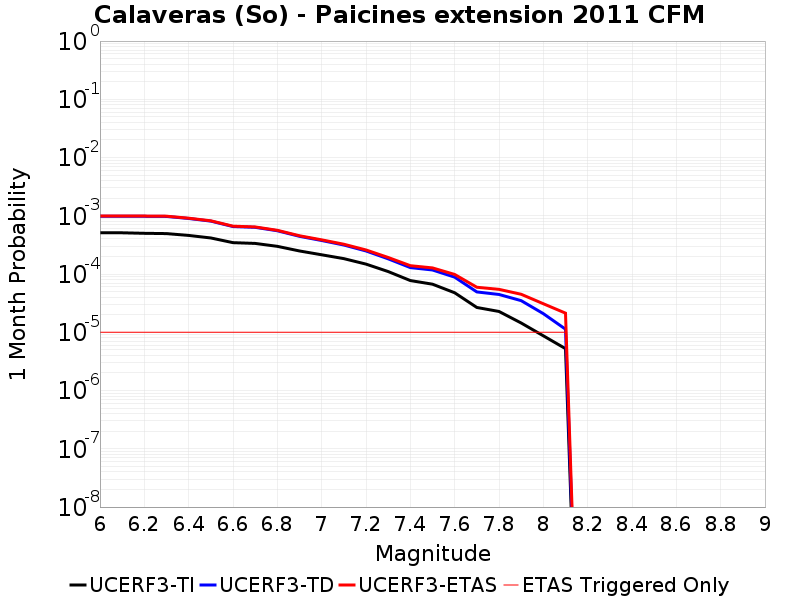 Calaveras (So) - Paicines extension 2011 CFM
1 Month Probability
10^0
10^-1
10^-2
10^-3
10^-4
10^-5
10^-6
10^-7
10^-8
6 6.2 6.4 6.6 6.8 7 7.2 7.4 7.6 7.8 8 8.2 8.4 8.6 8.8 9
Magnitude
UCERF3-TI UCERF3-TD UCERF3-ETAS ETAS Triggered Only